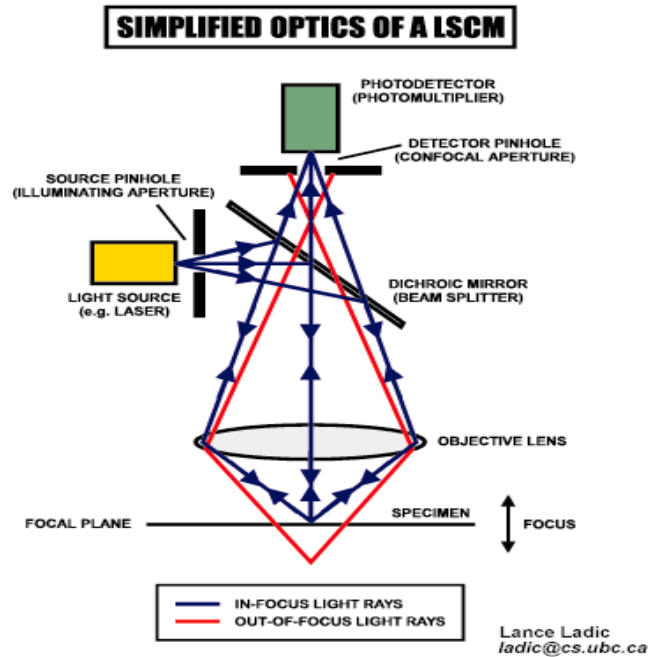 SIMPLIFIED OPTICS OF A LSCM
PHOTODETECTOR
(PHOTOMULTIPLIER)
DETECTOR PINHOLE
(CONFOCAL APERTURE)
SOURCE PINHOLE
(ILLUMINATING APERTURE)
LIGHT SOURCE
(e.g. LASER)
DICHROIC MIRROR
(BEAM SPLITTER)
OBJECTIVE LENS
SPECIMEN
FOCAL PLANE
FOCUS
IN-FOCUS LIGHT RAYS
OUT-OF-FOCUS LIGHT RAYS
Lance Ladic
ladic@cs.ubc.ca